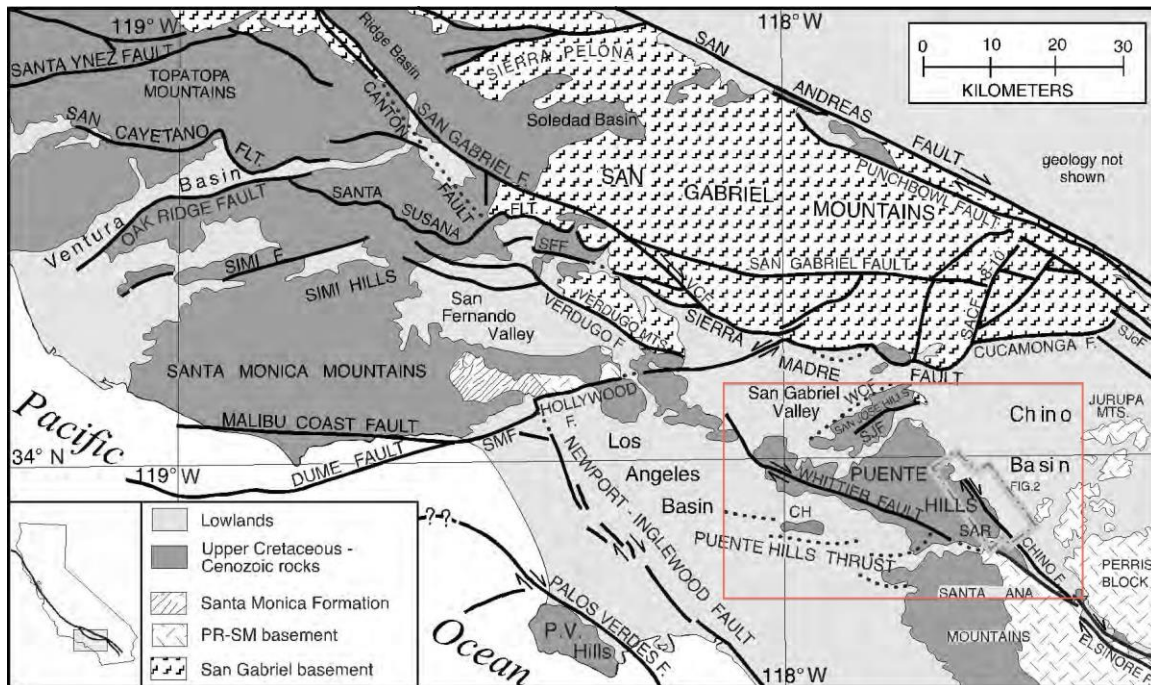 119° W
118° W
SAN
ANDREAS
FAULT
0 10 20 30
KILOMETERS
SANTA YNEZ FAULT
TOPATOPA
MOUNTAINS
Ridge Basin
SIERRA PELONA
CANTON
FAULT
SAN GABRIEL F.
Soledad Basin
SAN
CAYETANO
FLT.
PUNCHBOWL FAULT
geology not
shown
SAN
GABRIEL
MOUNTAINS
Ventura Basin
OAK RIDGE FAULT
SANTA
SUSANA
FLT.
SFF
SIMI F.
SIMI HILLS
SAN GABRIEL FAULT
VCF
SACF 8-10
San
Fernando
Valley
VERDUGO F.
VERDUGO MTS.
SIERRA
MADRE
FAULT
CUCAMONGA F.
SJcF
SANTA MONICA MOUNTAINS
HOLLYWOOD
F.
San Gabriel
Valley
WCF
SAN JOSE HILLS
SJF
Chino
Basin
FIG.2
JURUPA
MTS.
Pacific
MALIBU COAST FAULT
SMF
DUME FAULT
34° N
119° W
Los
Angeles
Basin
NEWPORT - INGLEWOOD FAULT
PUENTE
HILLS
WHITTIER FAULT
CH
SAR
CHINO F.
PUENTE HILLS THRUST
PERRIS
BLOCK
SANTA ANA
MOUNTAINS
ELSINORE F.
??
PALOS VERDES F.
P.V.
Hills
Ocean
118° W
Lowlands
Upper Cretaceous -
Cenozoic rocks
Santa Monica Formation
PR-SM basement
San Gabriel basement